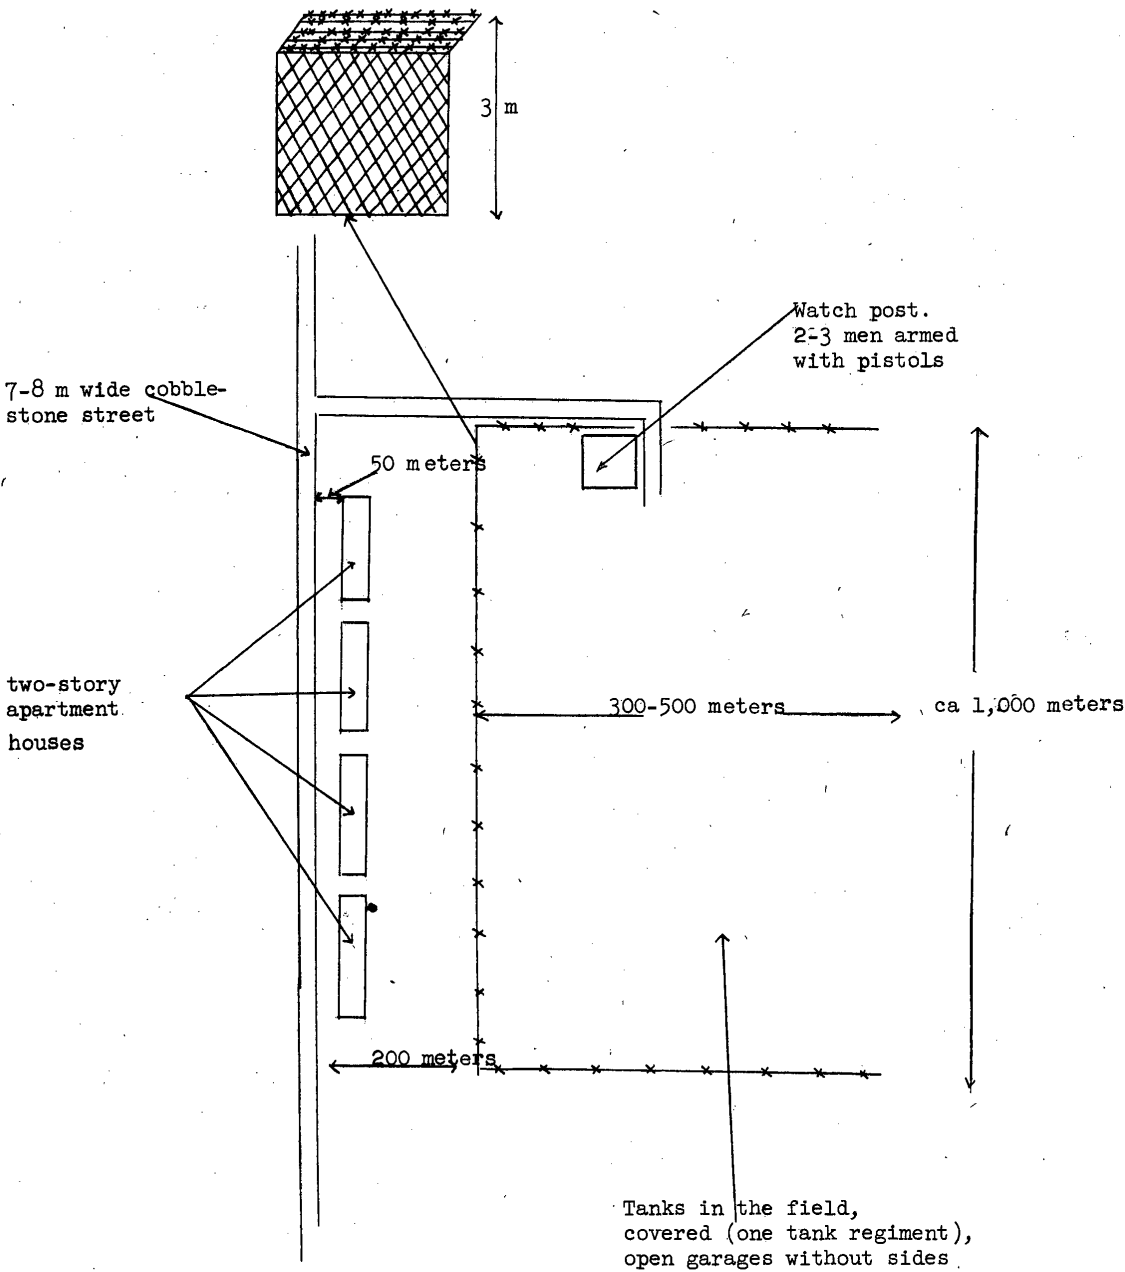 3 m
Watch post.
2-3 men armed
with pistols
7-8 m wide cobble-
stone street
50 meters
two-story
apartment
houses
300-500 meters
ca 1,000 meters
200 meters
Tanks in the field,
covered (one tank regiment),
open garages without sides